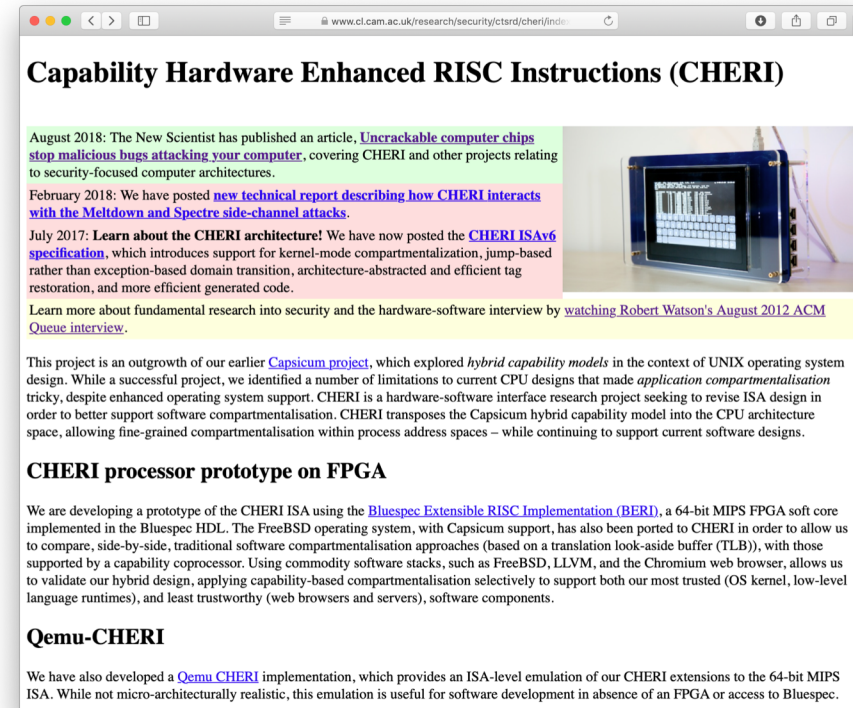 www.cl.cam.ac.uk/research/security/ctsrd/cheri/inde
Capability Hardware Enhanced RISC Instructions (CHERI)
August 2018: The New Scientist has published an article, Uncrackable computer chips
stop malicious bugs attacking your computer, covering CHERI and other projects relating
to security-focused computer architectures.
February 2018: We have posted new technical report describing how CHERI interacts
with the Meltdown and Spectre side-channel attacks.
July 2017: Learn about the CHERI architecture! We have now posted the CHERI ISAv6
specification, which introduces support for kernel-mode compartmentalization, jump-based
rather than exception-based domain transition, architecture-abstracted and efficient tag
restoration, and more efficient generated code.
Learn more about fundamental research into security and the hardware-software interview by watching Robert Watson's August 2012 ACM
Queue interview.
This project is an outgrowth of our earlier Capsicum project, which explored hybrid capability models in the context of UNIX operating system
design. While a successful project, we identified a number of limitations to current CPU designs that made application compartmentalisation
tricky, despite enhanced operating system support. CHERI is a hardware-software interface research project seeking to revise ISA design in
order to better support software compartmentalisation. CHERI transposes the Capsicum hybrid capability model into the CPU architecture
space, allowing fine-grained compartmentalisation within process address spaces – while continuing to support current software designs.
CHERI processor prototype on FPGA
We are developing a prototype of the CHERI ISA using the Bluespec Extensible RISC Implementation (BERI), a 64-bit MIPS FPGA soft core
implemented in the Bluespec HDL. The FreeBSD operating system, with Capsicum support, has also been ported to CHERI in order to allow us
to compare, side-by-side, traditional software compartmentalisation approaches (based on a translation look-aside buffer (TLB)), with those
supported by a capability coprocessor. Using commodity software stacks, such as FreeBSD, LLVM, and the Chromium web browser, allows us
to validate our hybrid design, applying capability-based compartmentalisation selectively to support both our most trusted (OS kernel, low-level
language runtimes), and least trustworthy (web browsers and servers), software components.
Qemu-CHERI
We have also developed a Qemu CHERI implementation, which provides an ISA-level emulation of our CHERI extensions to the 64-bit MIPS
ISA. While not micro-architecturally realistic, this emulation is useful for software development in absence of an FPGA or access to Bluespec.